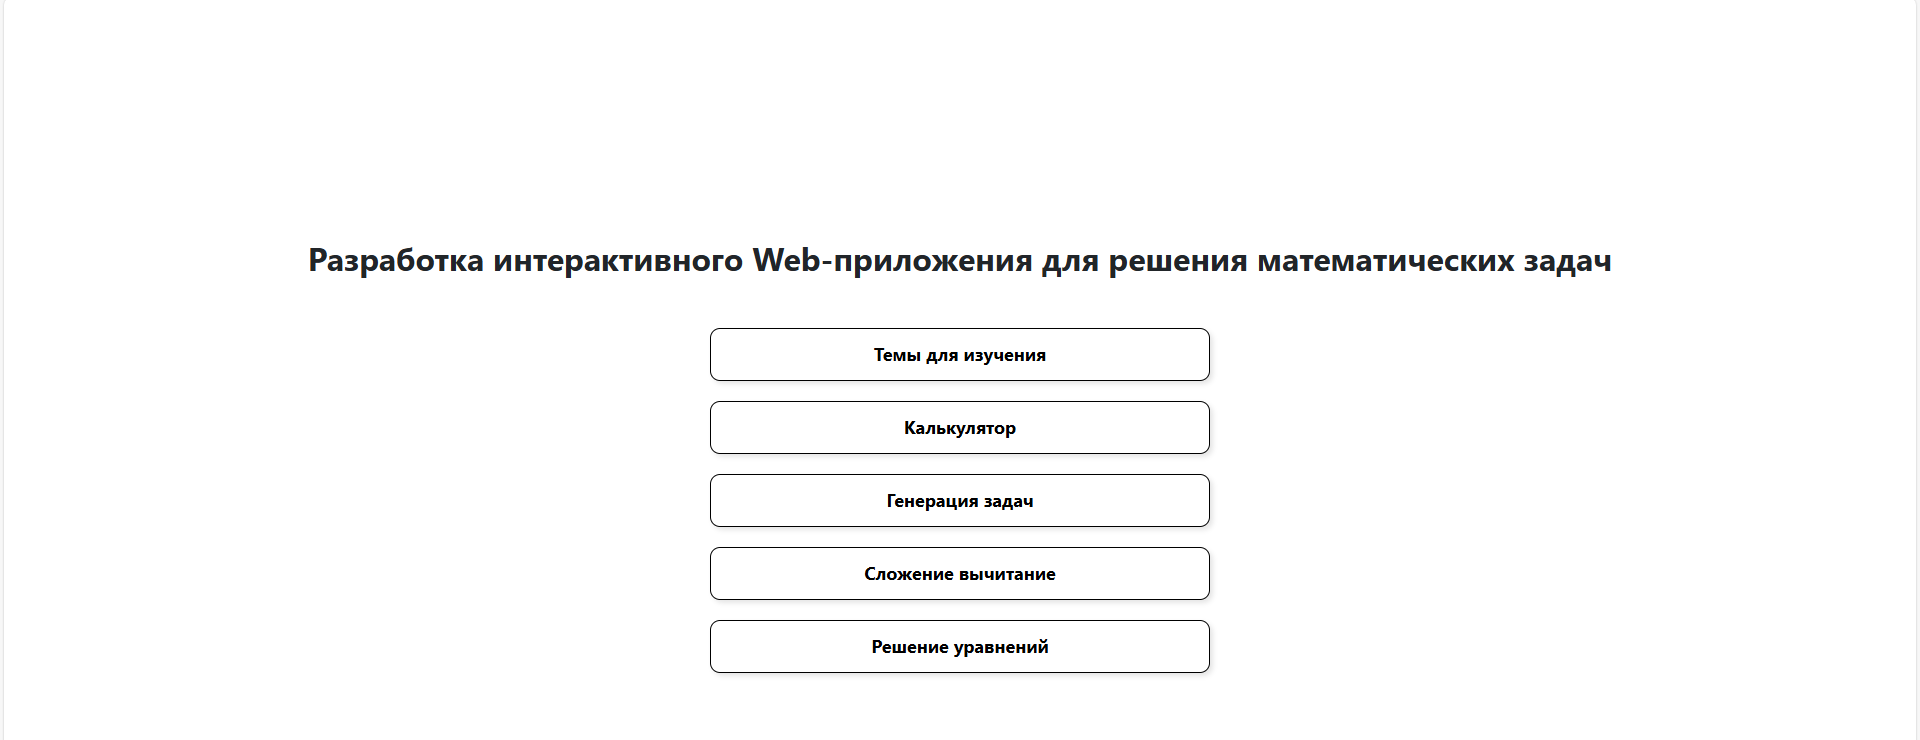 Разработка интерактивного Web-приложения для решения математических задач
Темы для изучения
Калькулятор
Генерация задач
Сложение вычитание
Решение уравнений